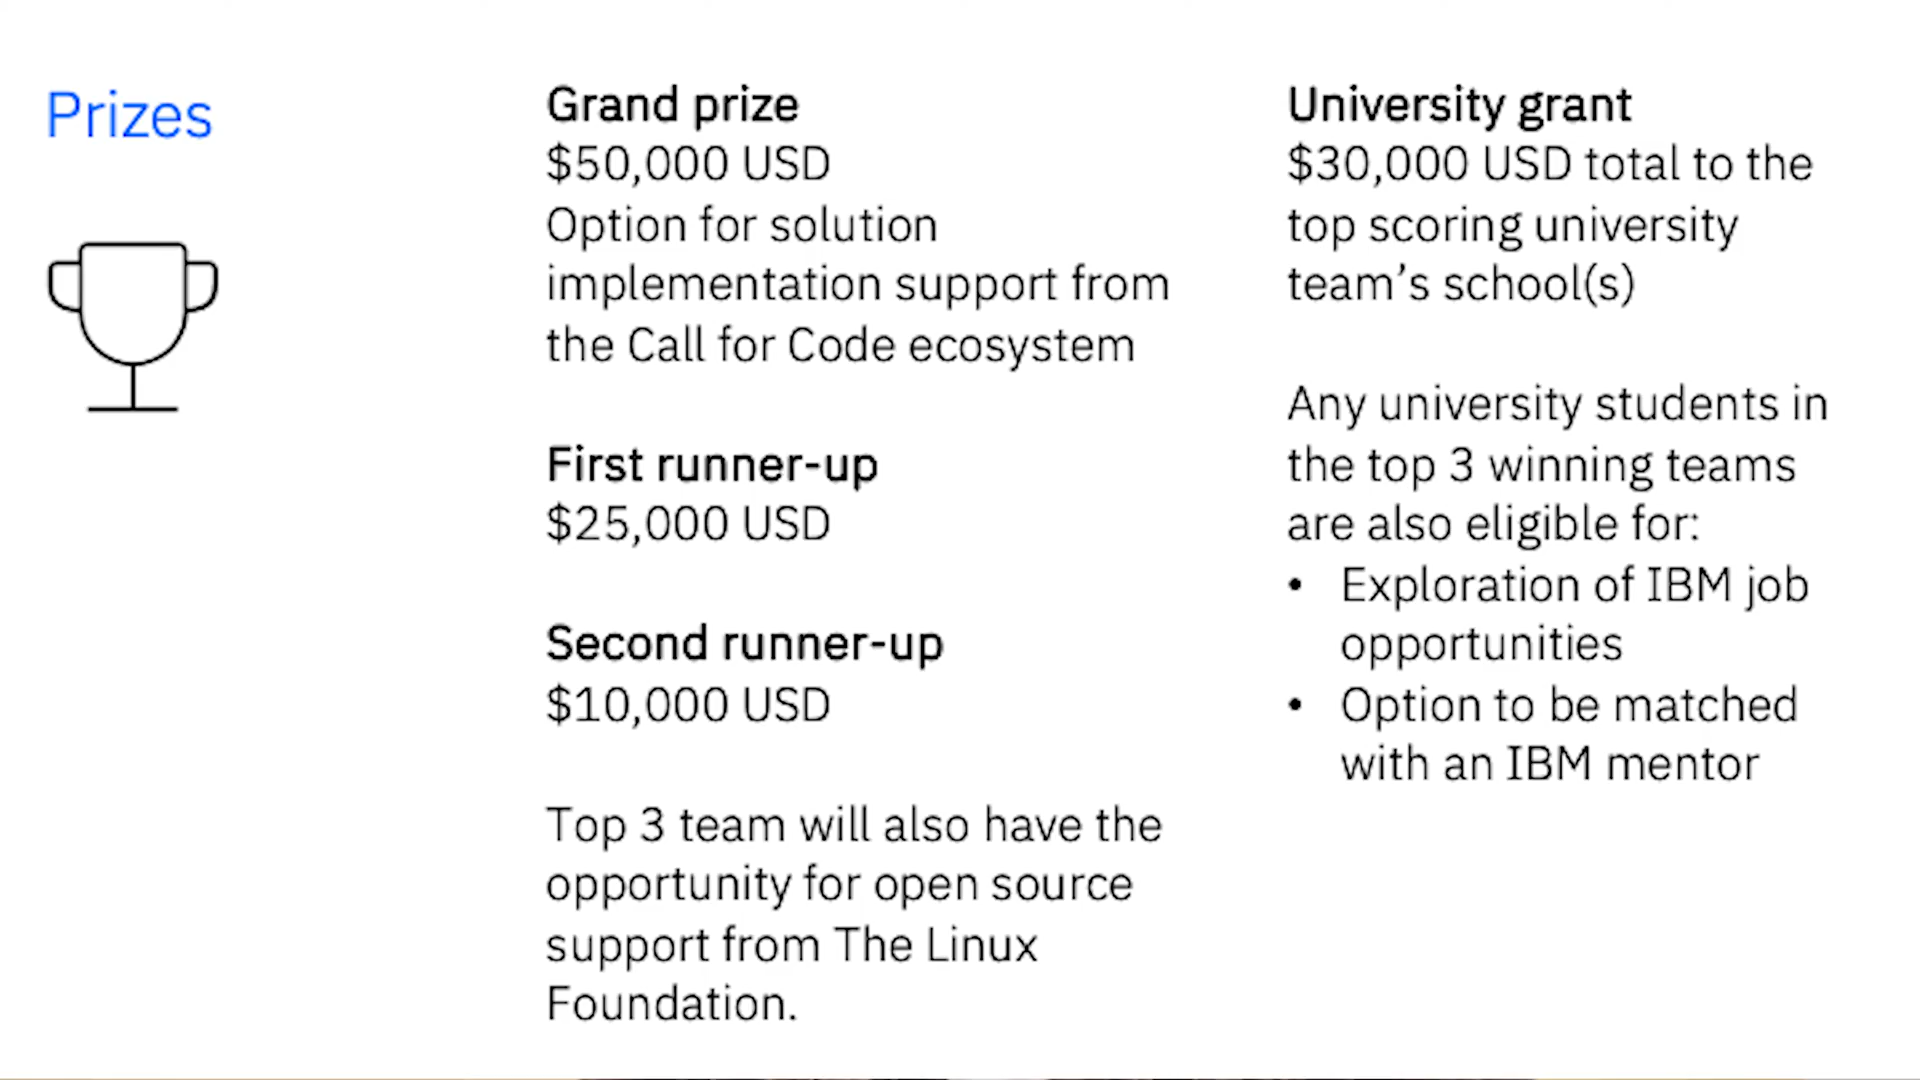 Prizes
Grand prize
$50,000 USD
Option for solution
implementation support from
the Call for Code ecosystem
First runner-up
$25,000 USD
Second runner-up
$10,000 USD
Top 3 team will also have the
opportunity for open source
support from The Linux
Foundation.
University grant
$30,000 USD total to the
top scoring university
team’s school(s)
Any university students in
the top 3 winning teams
are also eligible for:
• Exploration of IBM job
opportunities
• Option to be matched
with an IBM mentor